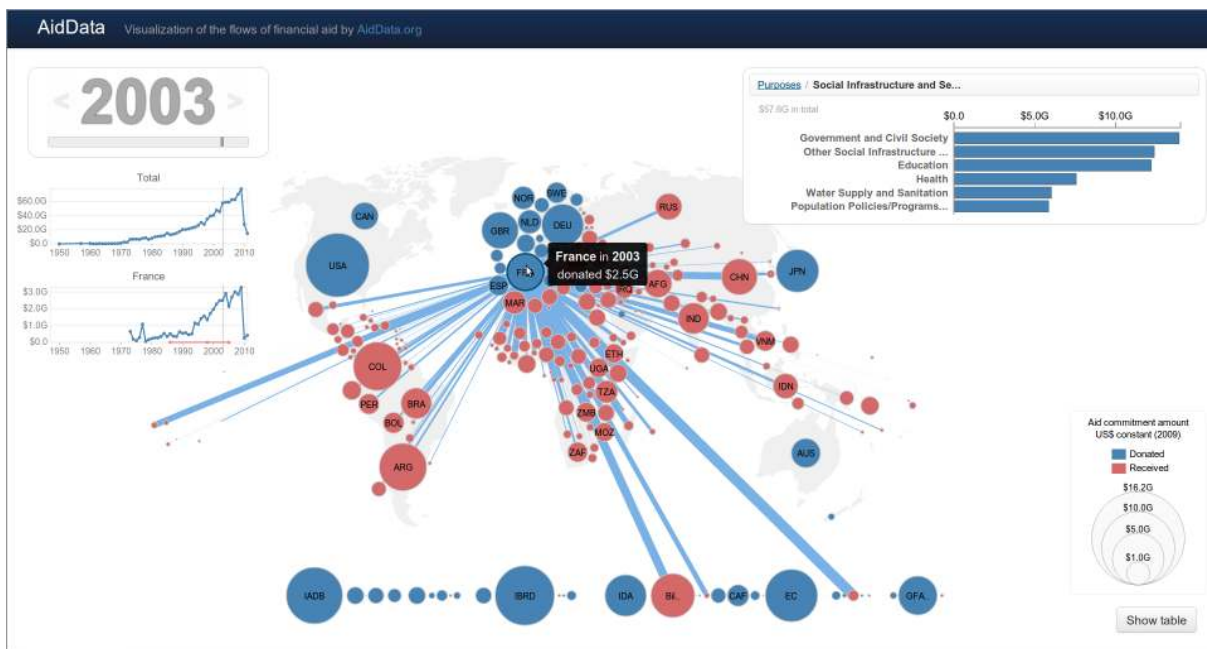 AidData Visualization of the flows of financial aid by AidData.org
< 2003 >
Total
$60.0G
$40.0G
$20.0G
$0.0
1950 1960 1970 1980 1990 2000 2011
France
$3.0G
$2.0G
$1.0G
$0.0
1950 1960 1970 1980 1990 2000 2011
Purposes / Social Infrastructure and Se...
$57.6G in total
$0.0 $5.0G $10.0G
Government and Civil Society
Other Social Infrastructure ...
Education
Health
Water Supply and Sanitation
Population Policies/Programs...
NOR SWE
CAN RUS
GBR NLD DEU
France in 2003
donated $2.5G
USA JPN
ESP IRQ AFG CHN
MAR
IND
VNM
COL ETH
UGA
IDN
PER BRA TZA
BOL ZMB
MOZ
ARG ZAF AUS
IADB IBRD IDA Bil.. CAF EC GFA..
Aid commitment amount
US$ constant (2009)
Donated
Received
$16.2G
$10.0G
$5.0G
$1.0G
Show table